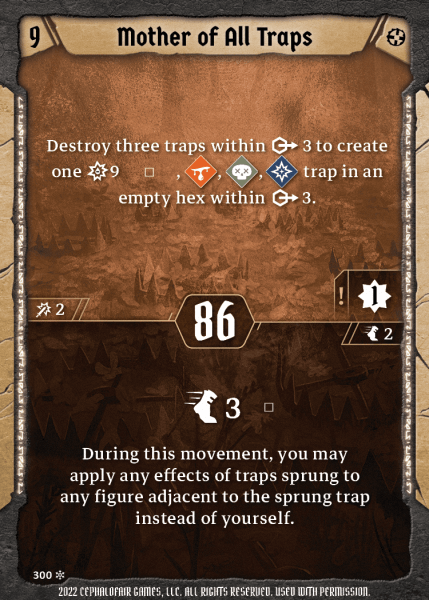 9 Mother of All Traps
Destroy three traps within 3 to create
one 9 , , , trap in an
empty hex within 3.
2
86
! 1
2
3
During this movement, you may
apply any effects of traps sprung to
any figure adjacent to the sprung trap
instead of yourself.
300
2022 CEPHALOFAIR GAMES, LLC. ALL RIGHTS RESERVED. USED WITH PERMISSION.